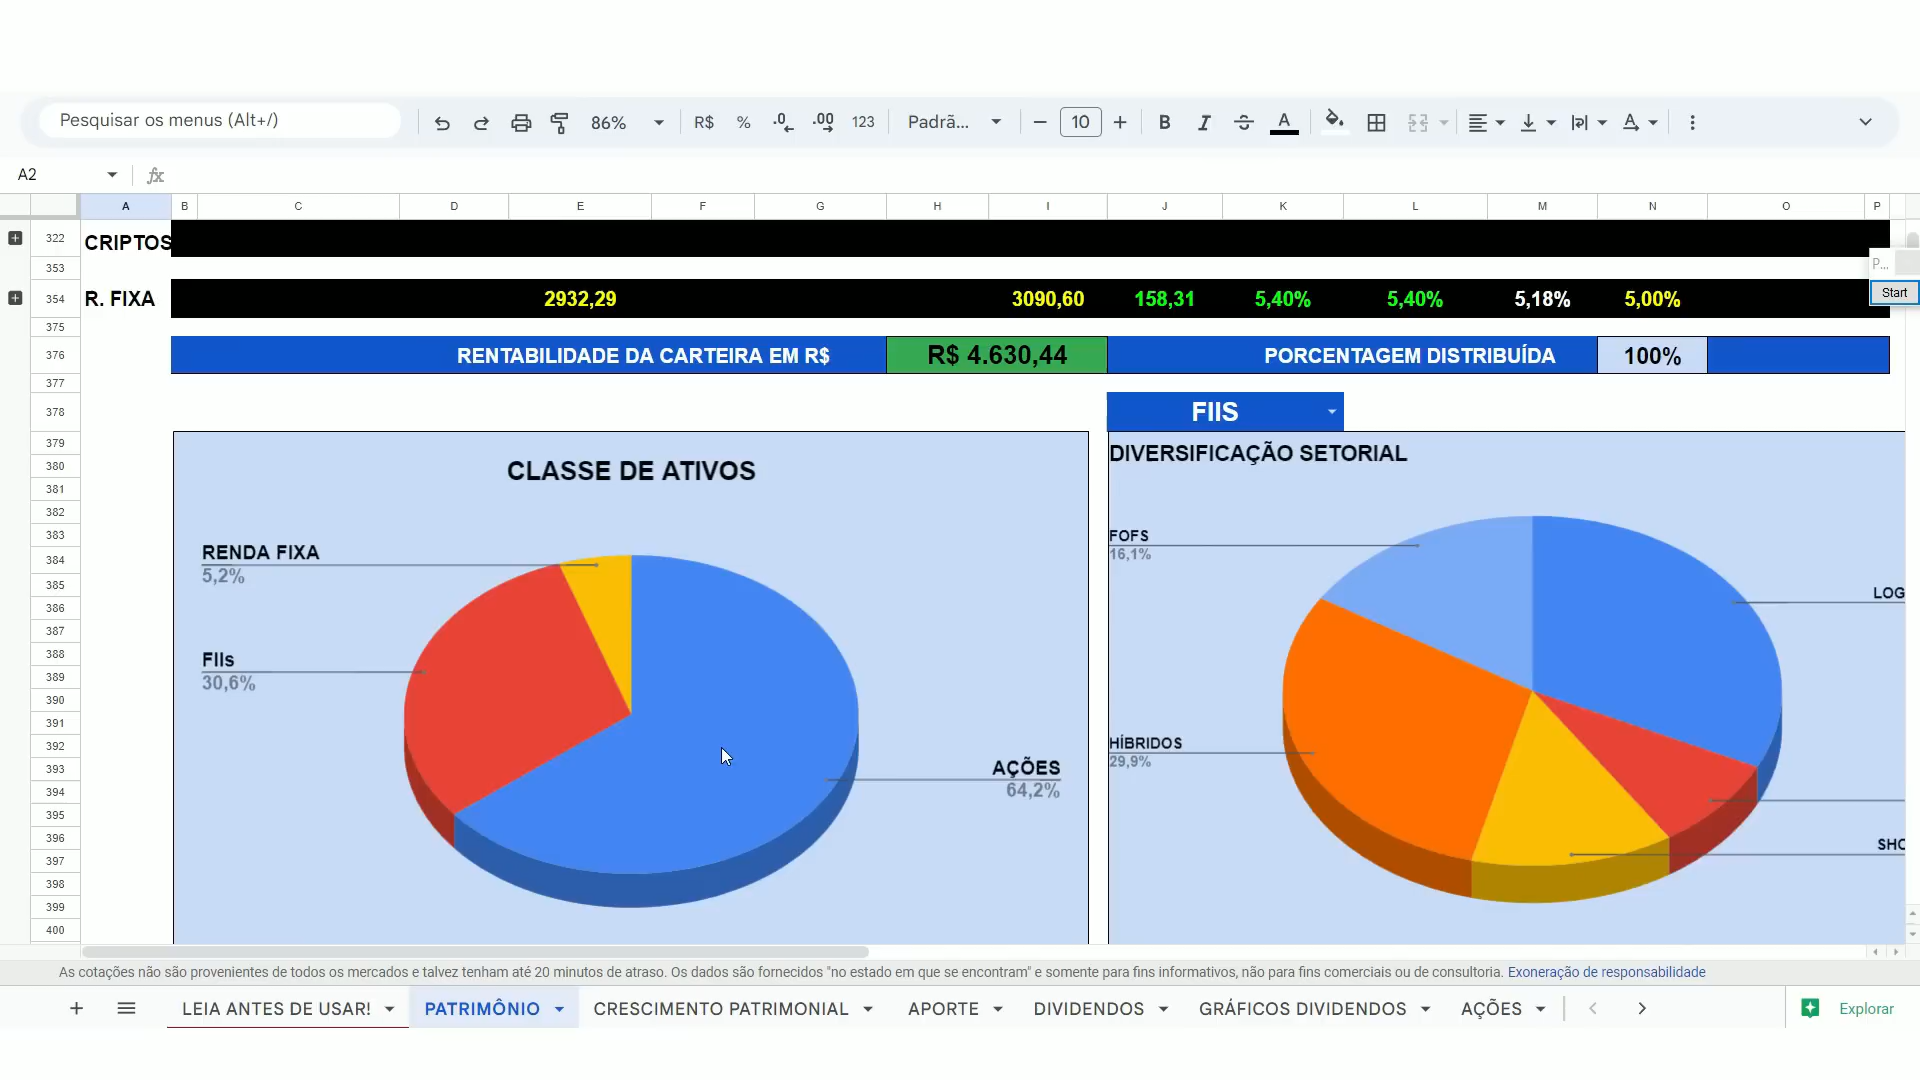 Pesquisar os menus (Alt+/)
86%
R$ % .0 .00 123
Padrã...
10
B I A
A2
fx
A B C D E F G H I J K L M N O P
322 CRIPTOS
353
P...
354 R. FIXA 2932,29 3090,60 158,31 5,40% 5,40% 5,18% 5,00%
Start
375
376 RENTABILIDADE DA CARTEIRA EM R$ R$ 4.630,44 PORCENTAGEM DISTRIBUÍDA 100%
377
378 FIIS
379
380
381
382
383
384
385
386
387
388
389
390
391
392
393
394
395
396
397
398
399
400
CLASSE DE ATIVOS
RENDA FIXA
5,2%
FIIs
30,6%
AÇÕES
64,2%
DIVERSIFICAÇÃO SETORIAL
FOFS
16,1%
LOG
HÍBRIDOS
29,9%
SHO
As cotações não são provenientes de todos os mercados e talvez tenham até 20 minutos de atraso. Os dados são fornecidos "no estado em que se encontram" e somente para fins informativos, não para fins comerciais ou de consultoria. Exoneração de responsabilidade
LEIA ANTES DE USAR! PATRIMÔNIO CRESCIMENTO PATRIMONIAL APORTE DIVIDENDOS GRÁFICOS DIVIDENDOS AÇÕES Explorar